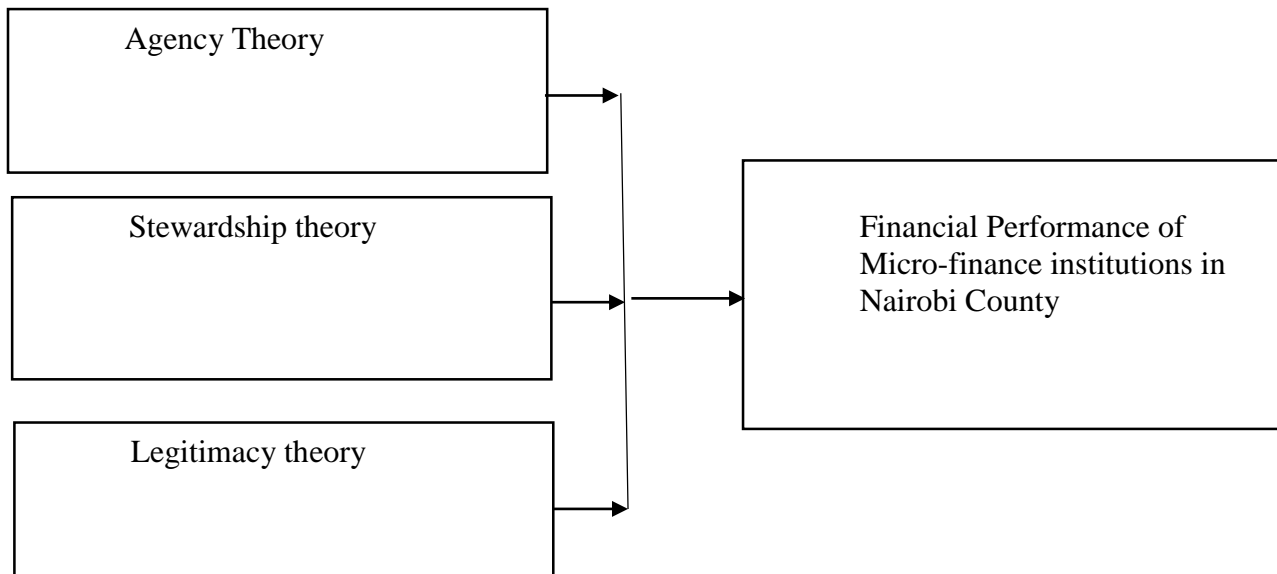 Agency Theory
Stewardship theory
Legitimacy theory
Financial Performance of
Micro-finance institutions in
Nairobi County